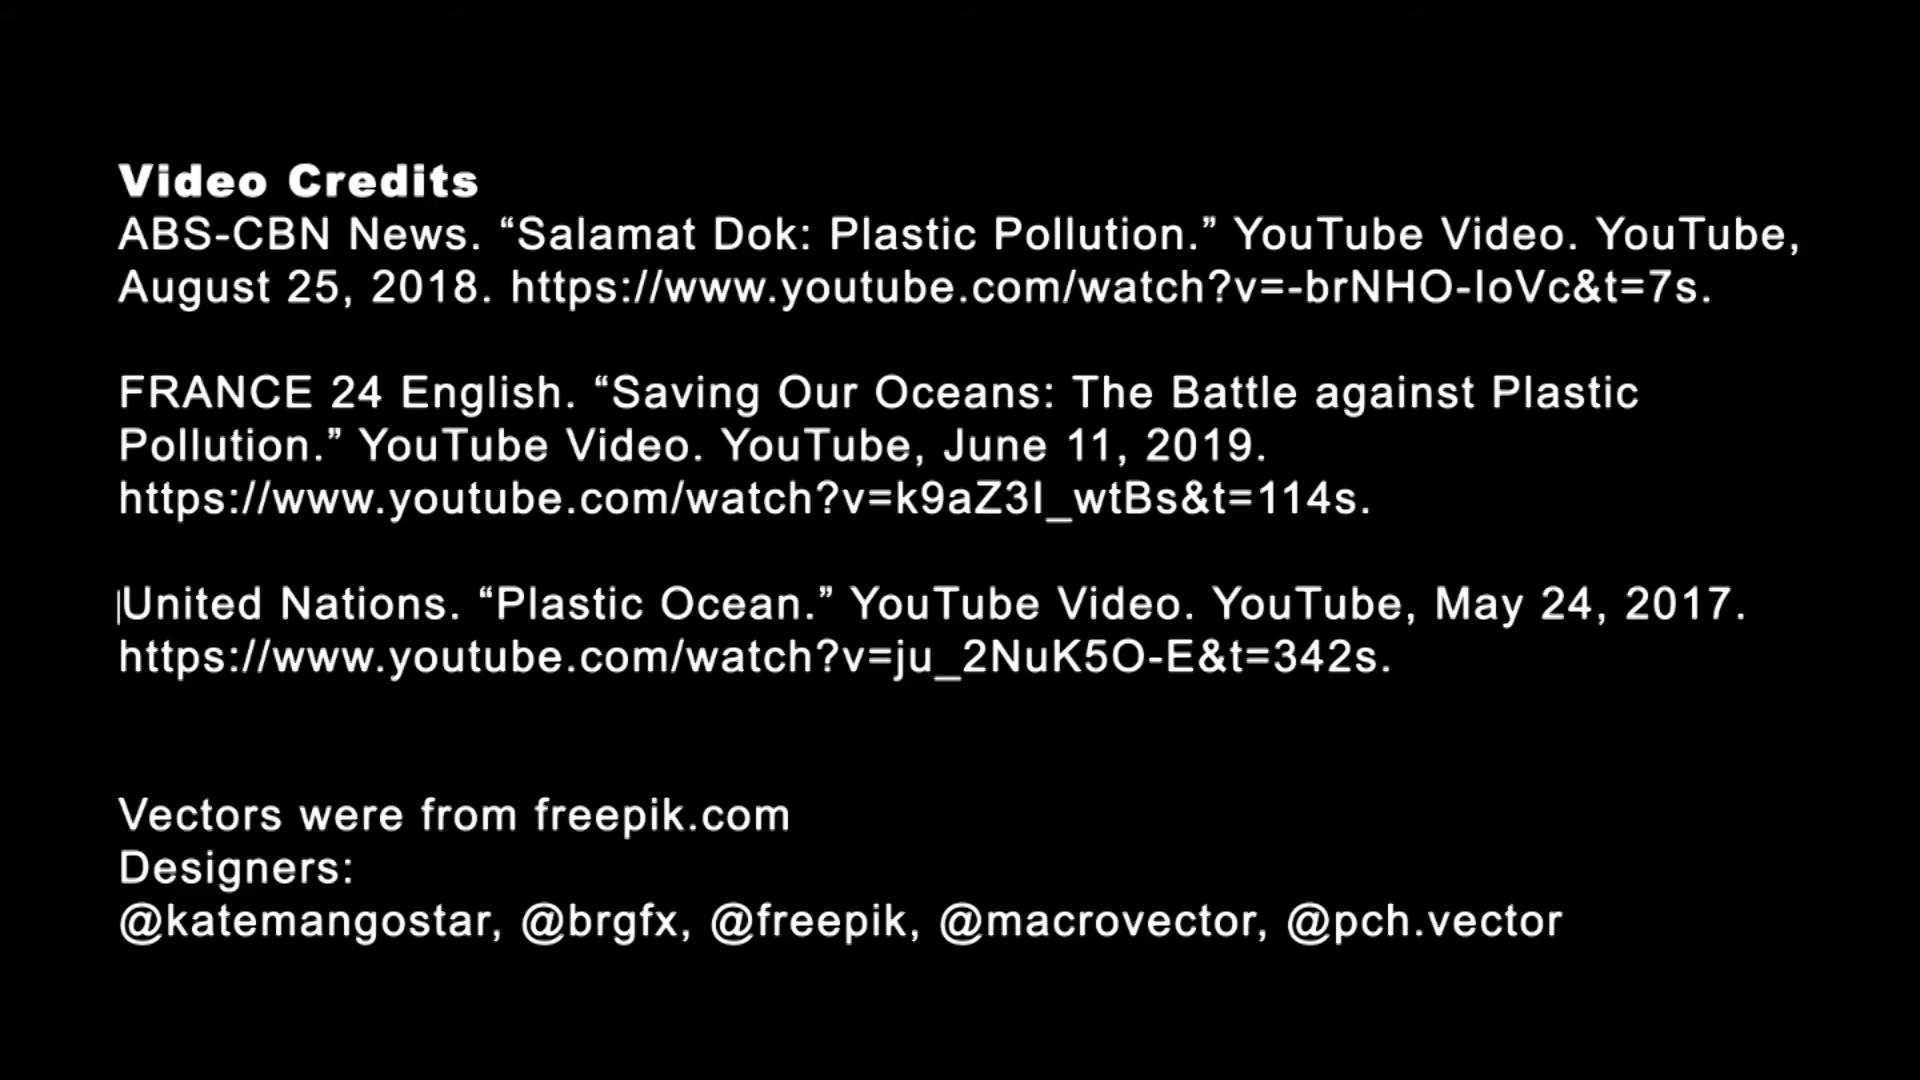 Video Credits
ABS-CBN News. “Salamat Dok: Plastic Pollution.” YouTube Video. YouTube,
August 25, 2018. https://www.youtube.com/watch?v=-brNHO-IoVc&t=7s.
FRANCE 24 English. “Saving Our Oceans: The Battle against Plastic
Pollution.” YouTube Video. YouTube, June 11, 2019.
https://www.youtube.com/watch?v=k9aZ3I_wtBs&t=114s.
United Nations. “Plastic Ocean.” YouTube Video. YouTube, May 24, 2017.
https://www.youtube.com/watch?v=ju_2NuK5O-E&t=342s.
Vectors were from freepik.com
Designers:
@katemangostar, @brgfx, @freepik, @macrovector, @pch.vector